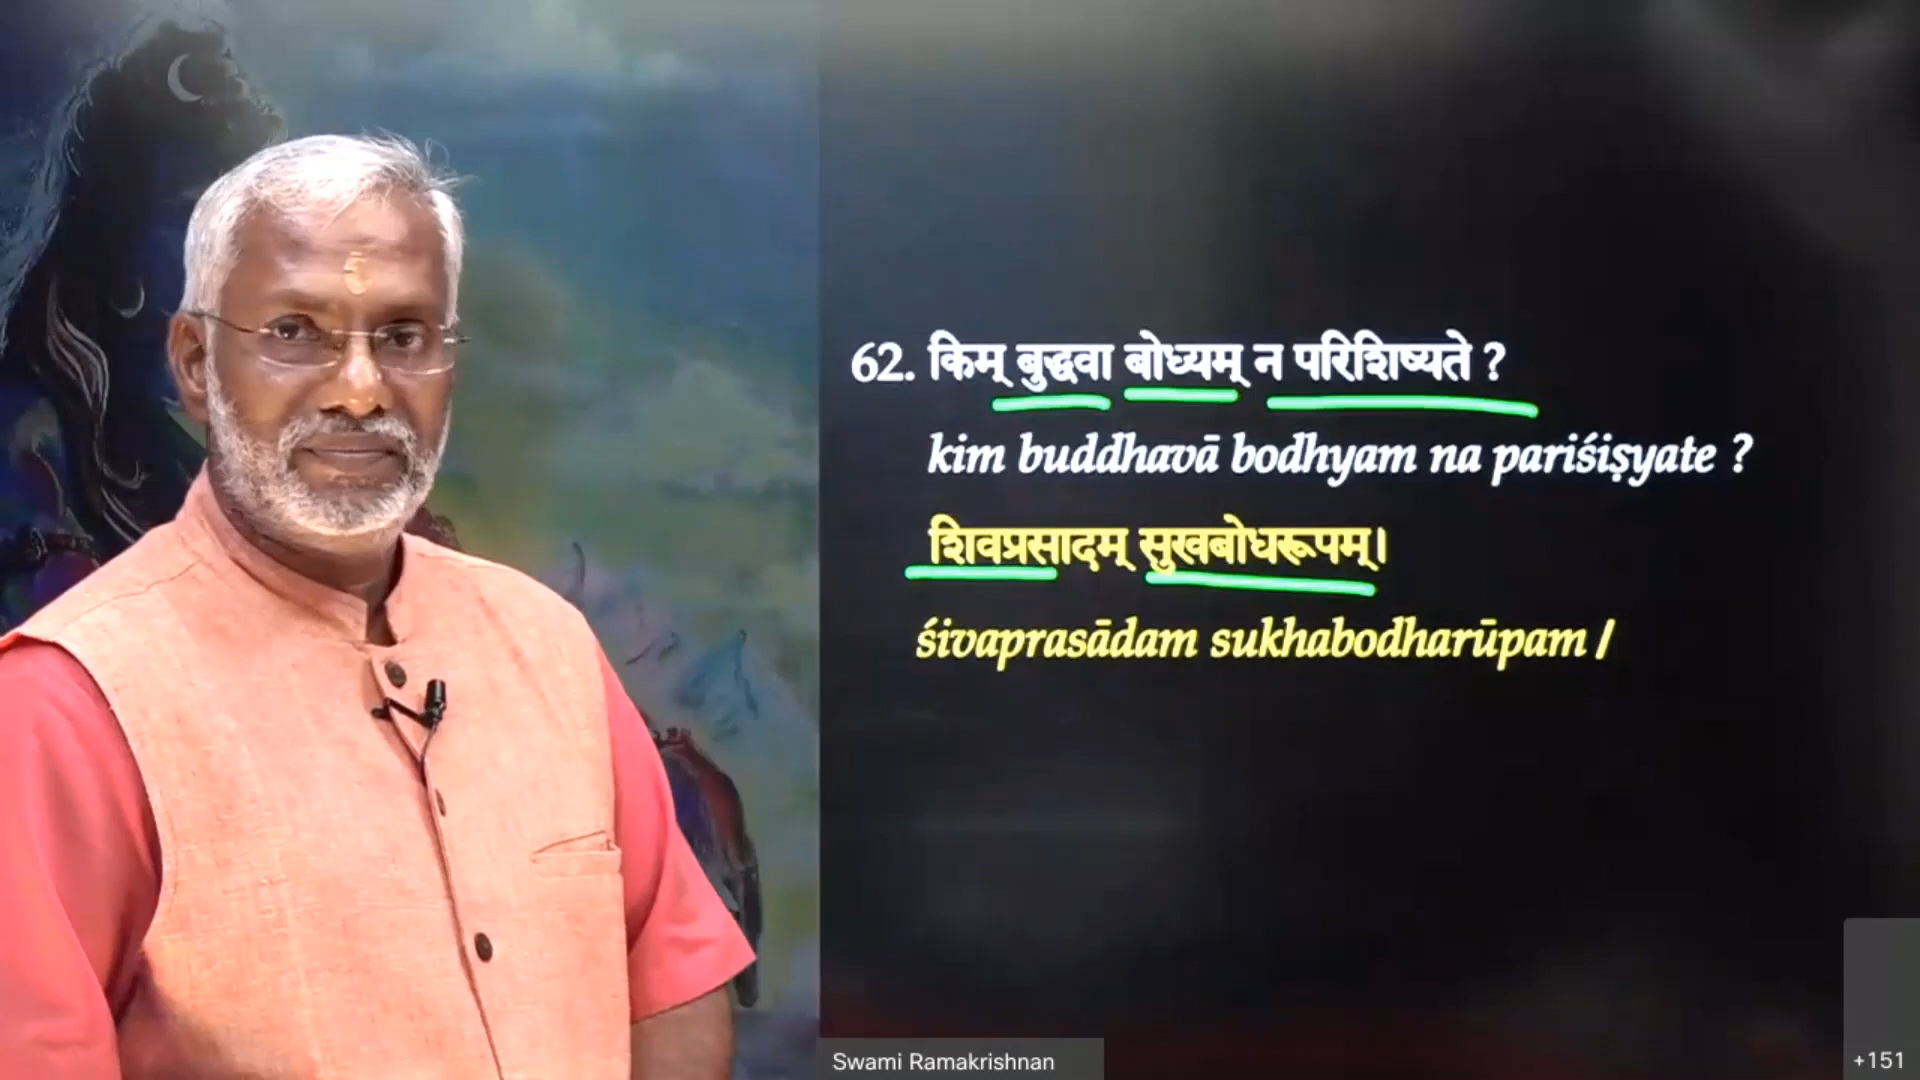 62. किम् बुद्धवा बोध्यम् न परिशिष्यते ?
kim buddhavā bodhyam na pariśiṣyate ?
शिवप्रसादम् सुखबोधरूपम्।
śivaprasādam sukhabodharūpam /
Swami Ramakrishnan
+151